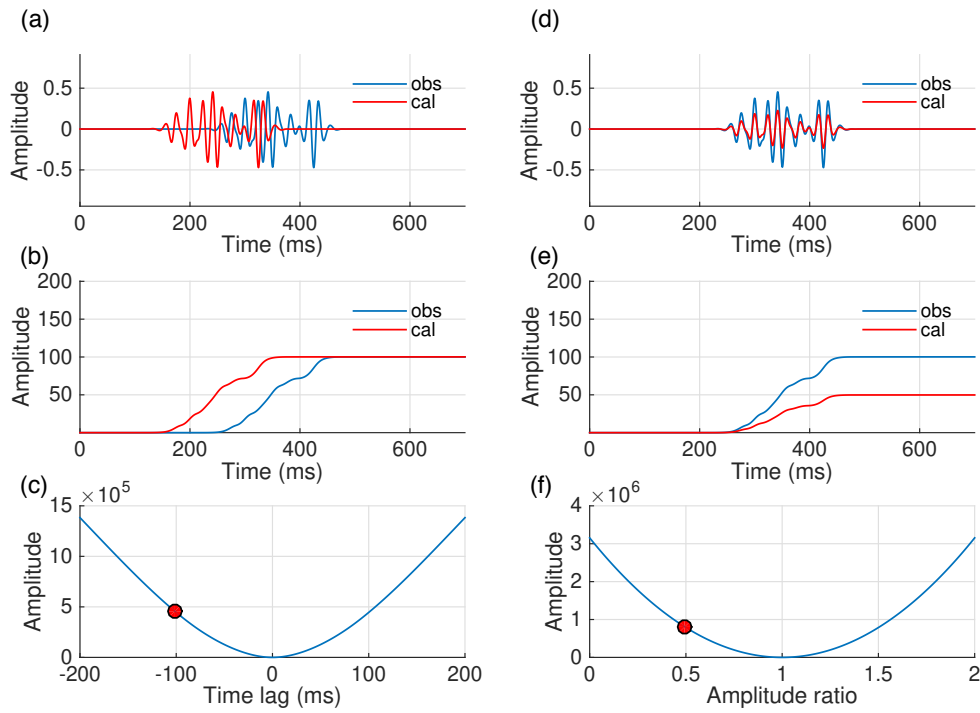 (a)
Amplitude
0.5
0
-0.5
obs
cal
0 200 400 600
Time (ms)
(b)
Amplitude
200
150
100
50
obs
cal
0 200 400 600
Time (ms)
(c)
×10^5
Amplitude
15
10
5
0
-200 -100 0 100 200
Time lag (ms)
(d)
Amplitude
0.5
0
-0.5
obs
cal
0 200 400 600
Time (ms)
(e)
Amplitude
200
150
100
50
obs
cal
0 200 400 600
Time (ms)
(f)
×10^6
Amplitude
4
3
2
1
0
0 0.5 1 1.5 2
Amplitude ratio